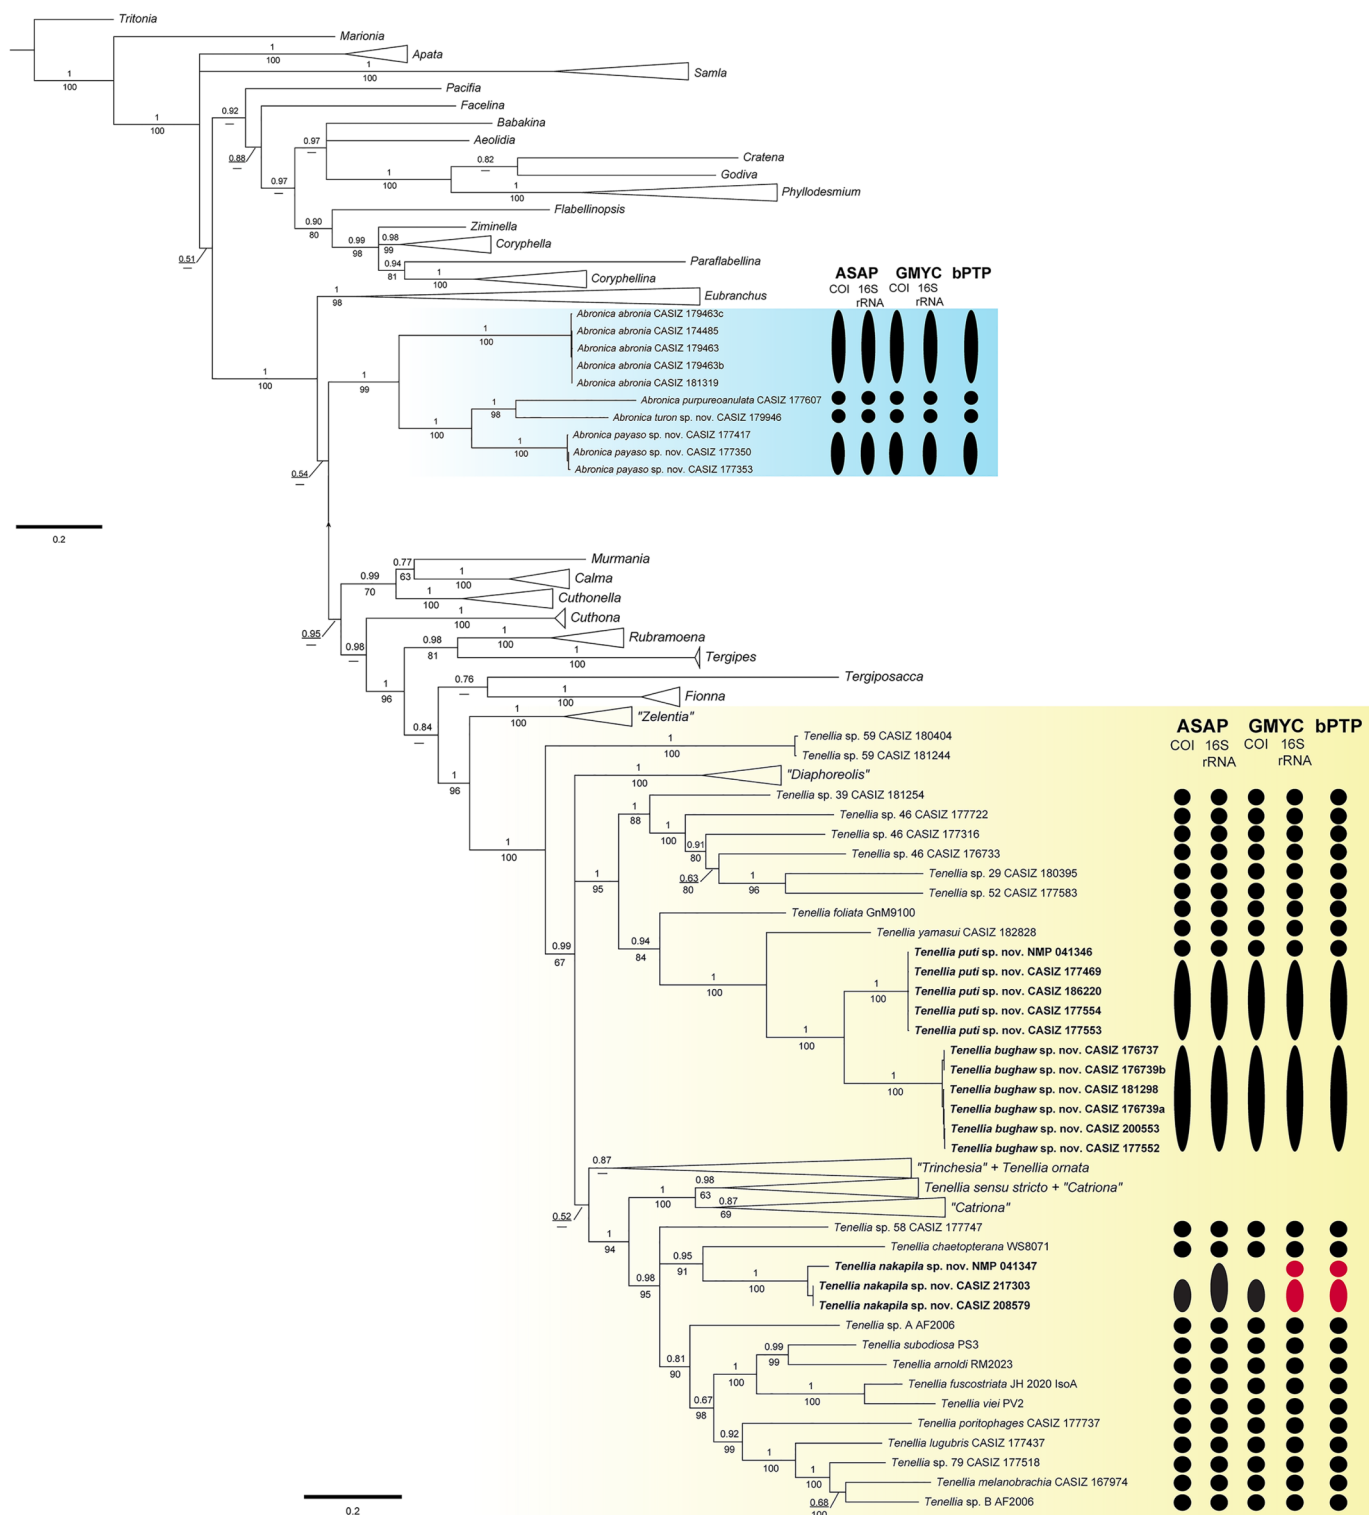 Tritonia
Marionia
1
100
Apata
1
100
1
100
Samla
1
100
Pacifia
0.92
—
Facelina
0.88
—
Babakina
0.97
—
Aeolidia
0.97
—
Cratena
0.82
—
Godiva
1
100
1
100
Phyllodesmium
Flabellinopsis
0.90
80
Ziminella
0.99
98
0.98
99
Coryphella
0.94
81
Paraflabellina
1
100
Coryphellina
0.51
—
ASAP GMYC bPTP
COI 16S rRNA COI 16S rRNA
1
98
Eubranchus
Abronica abronia CASIZ 179463c
Abronica abronia CASIZ 174485
1
100
Abronica abronia CASIZ 179463
Abronica abronia CASIZ 179463b
Abronica abronia CASIZ 181319
1
100
1
99
Abronica purpureoanulata CASIZ 177607
1
98
Abronica turon sp. nov. CASIZ 179946
1
100
Abronica payaso sp. nov. CASIZ 177417
1
100
Abronica payaso sp. nov. CASIZ 177350
Abronica payaso sp. nov. CASIZ 177353
0.54
—
0.2
Murmania
0.77
63
1
100
Calma
0.99
70
1
100
Cuthonella
1
100
Cuthona
0.95
—
0.98
—
1
100
Rubramoena
0.98
81
1
100
Tergipes
Tergiposacca
0.76
—
1
96
1
100
Fionna
0.84
—
1
100
"Zelentia"
ASAP GMYC bPTP
COI 16S rRNA COI 16S rRNA
Tenellia sp. 59 CASIZ 180404
1
100
Tenellia sp. 59 CASIZ 181244
1
100
"Diaphoreolis"
1
96
Tenellia sp. 39 CASIZ 181254
1
88
Tenellia sp. 46 CASIZ 177722
1
100
Tenellia sp. 46 CASIZ 177316
0.91
80
Tenellia sp. 46 CASIZ 176733
1
100
0.63
80
Tenellia sp. 29 CASIZ 180395
1
96
Tenellia sp. 52 CASIZ 177583
1
95
Tenellia foliata GnM9100
Tenellia yamasui CASIZ 182828
0.94
84
0.99
67
Tenellia puti sp. nov. NMP 041346
Tenellia puti sp. nov. CASIZ 177469
1
100
Tenellia puti sp. nov. CASIZ 186220
1
100
Tenellia puti sp. nov. CASIZ 177554
Tenellia puti sp. nov. CASIZ 177553
1
100
Tenellia bughaw sp. nov. CASIZ 176737
Tenellia bughaw sp. nov. CASIZ 176739b
1
100
Tenellia bughaw sp. nov. CASIZ 181298
Tenellia bughaw sp. nov. CASIZ 176739a
Tenellia bughaw sp. nov. CASIZ 200553
Tenellia bughaw sp. nov. CASIZ 177552
0.87
—
"Trinchesia" + Tenellia ornata
0.98
63
Tenellia sensu stricto + "Catriona"
1
100
0.87
69
"Catriona"
0.52
—
1
94
Tenellia sp. 58 CASIZ 177747
Tenellia chaetopterana WS8071
0.95
91
Tenellia nakapila sp. nov. NMP 041347
1
100
0.98
95
Tenellia nakapila sp. nov. CASIZ 217303
Tenellia nakapila sp. nov. CASIZ 208579
Tenellia sp. A AF2006
0.81
90
Tenellia subodiosa PS3
0.99
99
Tenellia arnoldi RM2023
1
100
Tenellia fuscostriata JH 2020 IsoA
1
100
Tenellia viei PV2
0.67
98
Tenellia poritophages CASIZ 177737
0.92
99
Tenellia lugubris CASIZ 177437
1
100
Tenellia sp. 79 CASIZ 177518
1
100
Tenellia melanobrachia CASIZ 167974
0.68
100
Tenellia sp. B AF2006
0.2